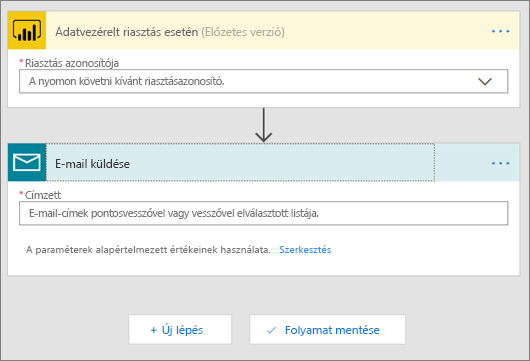 Adatvezérelt riasztás esetén (Előzetes verzió)
* Riasztás azonosítója
A nyomon követni kívánt riasztásazonosító.
E-mail küldése
* Címzett
E-mail-címek pontosvesszővel vagy vesszővel elválasztott listája.
A paraméterek alapértelmezett értékeinek használata. Szerkesztés
+ Új lépés
Folyamat mentése